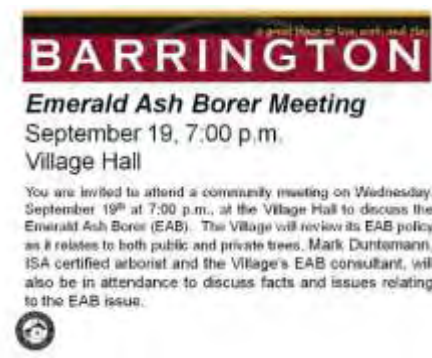 a great place to live, work and play
BARRINGTON
Emerald Ash Borer Meeting
September 19, 7:00 p.m.
Village Hall
You are invited to attend a community meeting on Wednesday
September 19th at 7:00 p.m., at the Village Hall to discuss the
Emerald Ash Borer (EAB). The Village will review its EAB policy
as it relates to both public and private trees. Mark Duntemann,
ISA certified arborist and the Village's EAB consultant, will
also be in attendance to discuss facts and issues relating
to the EAB issue.